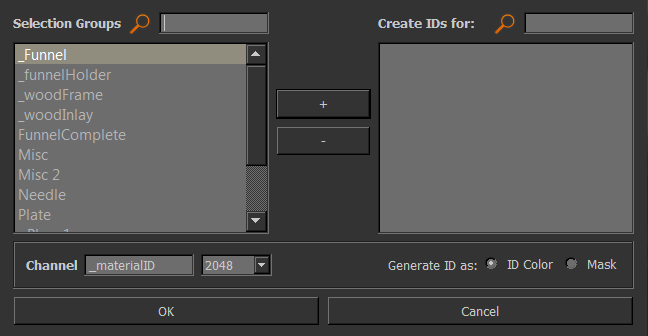 Selection Groups
Create IDs for:
_Funnel
_funnelHolder
_woodFrame
_woodInlay
FunnelComplete
Misc
Misc 2
Needle
Plate
+
-
Channel
_materialID
2048
Generate ID as:
ID Color
Mask
OK
Cancel